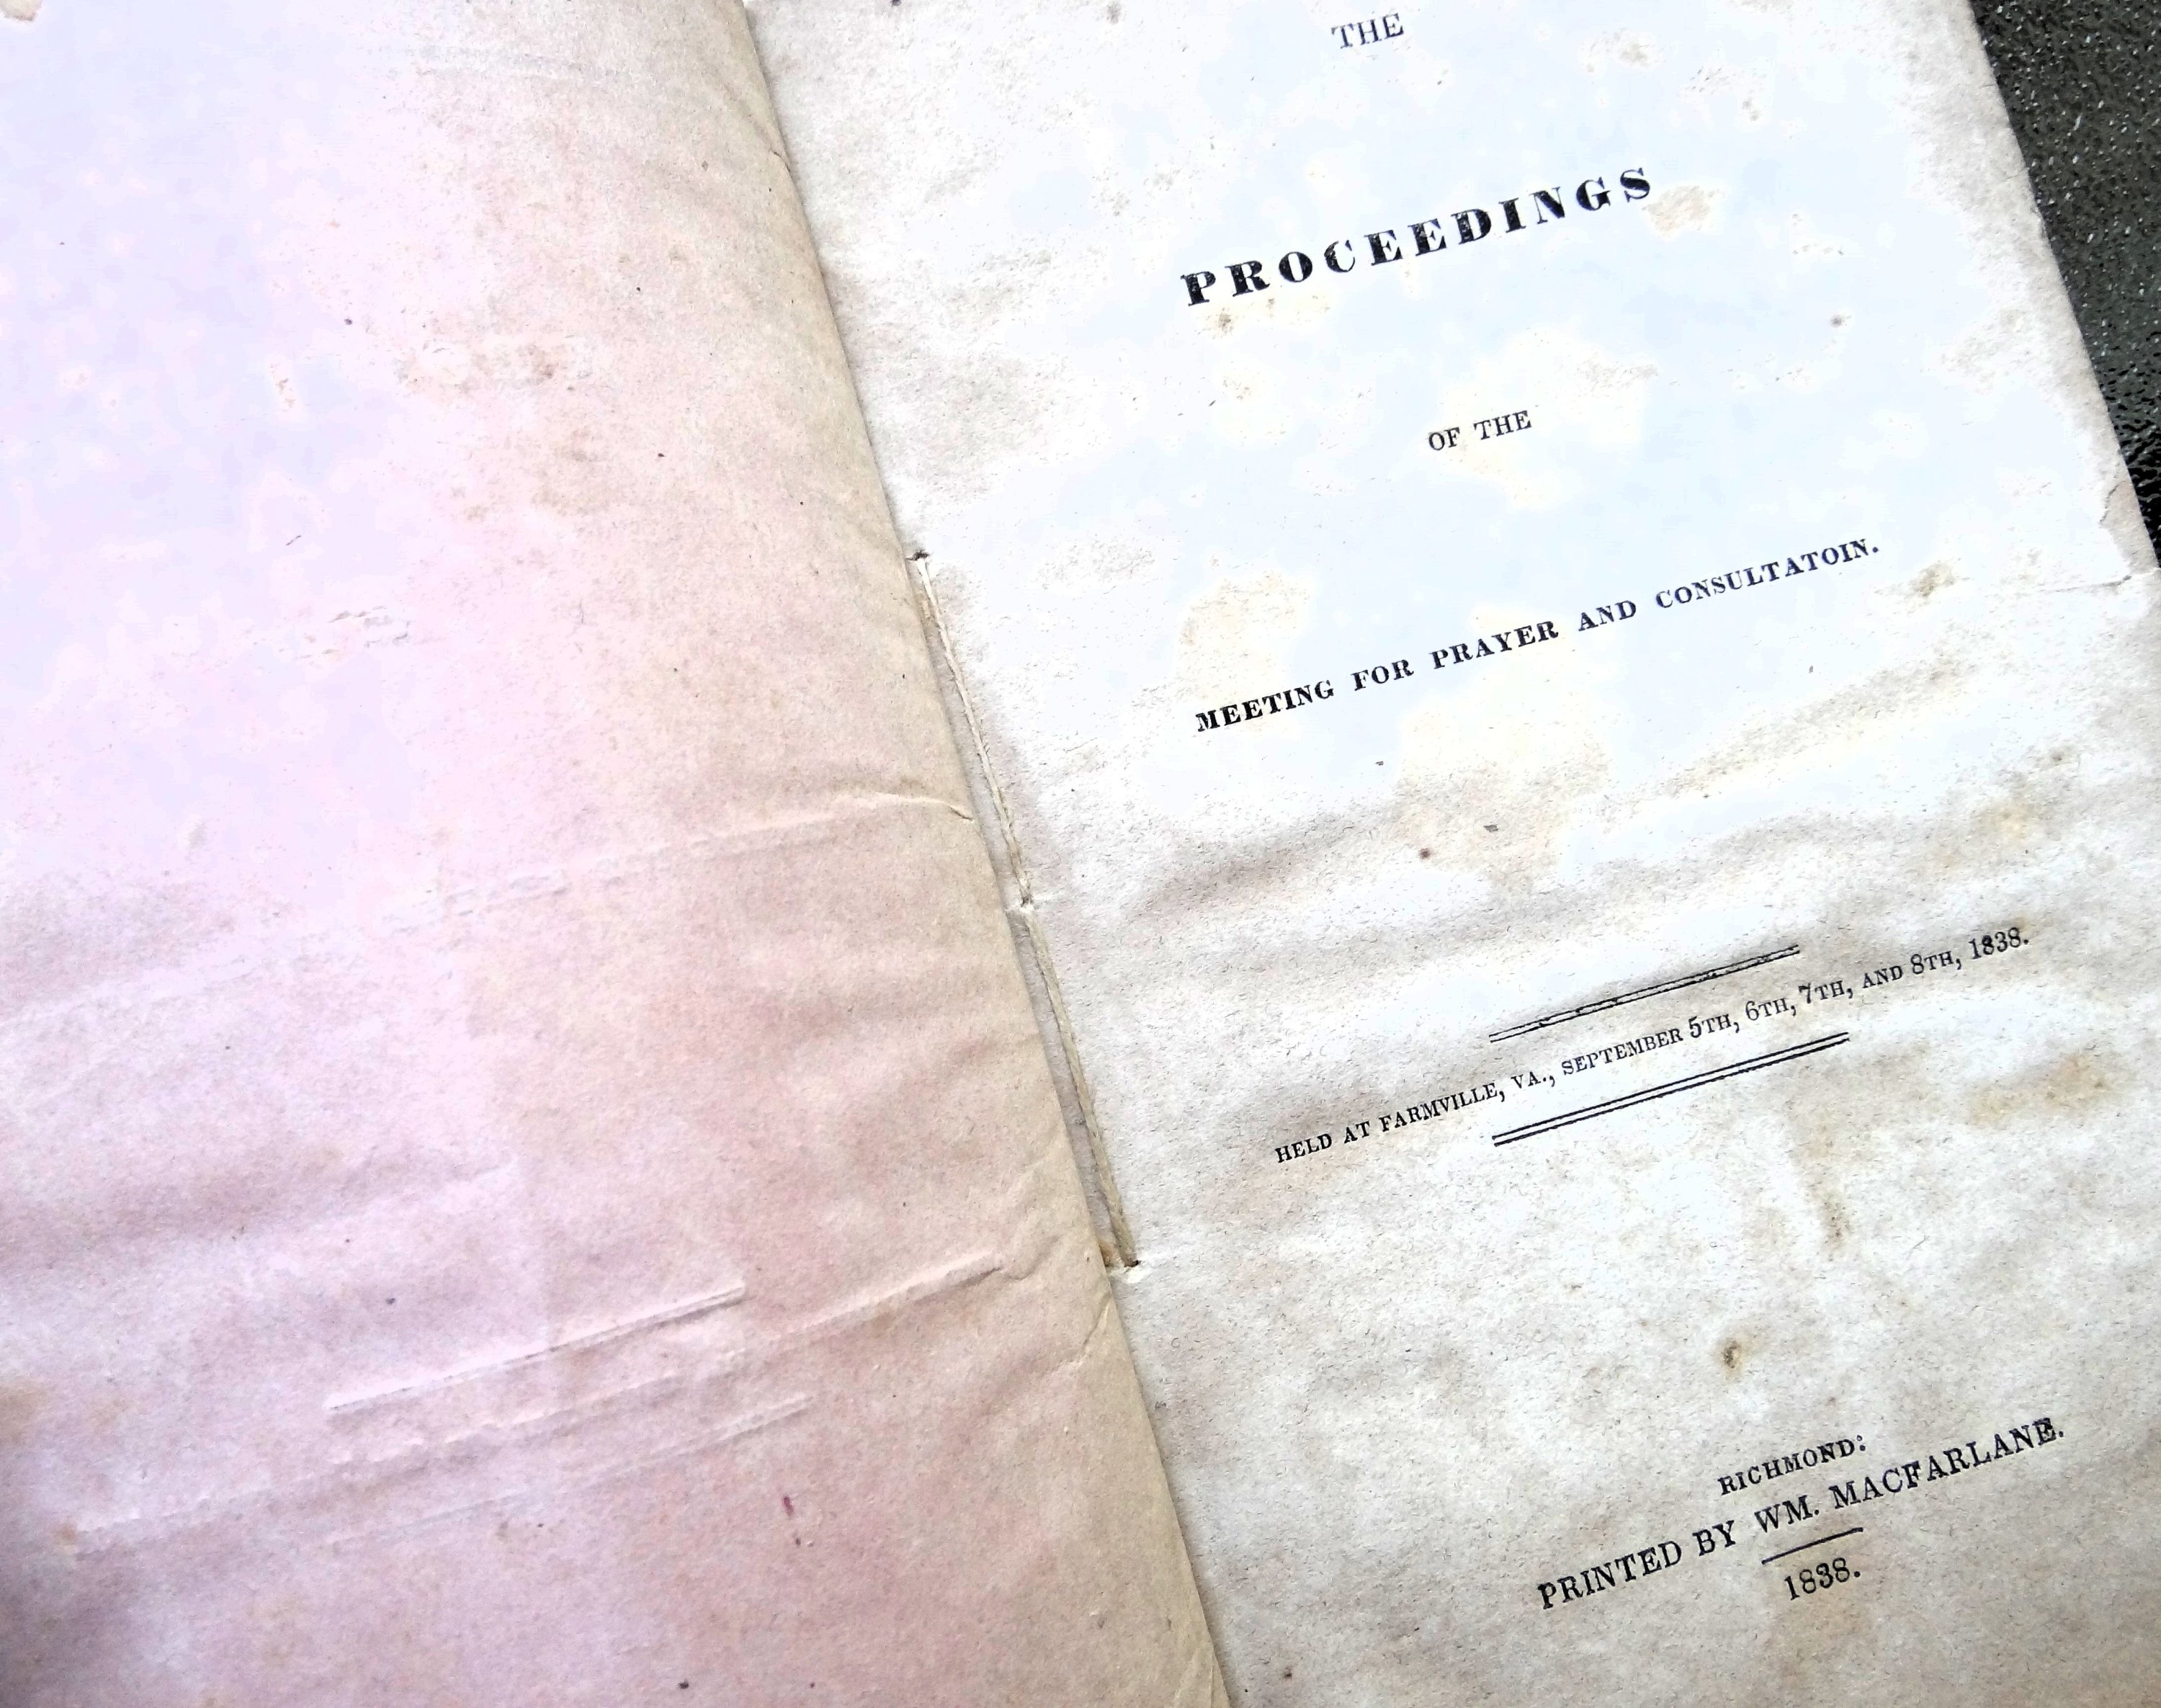 THE
PROCEEDINGS
OF THE
MEETING FOR PRAYER AND CONSULTATOIN.
HELD AT FARMVILLE, VA., SEPTEMBER 5TH, 6TH, 7TH, AND 8TH, 1838.
RICHMOND:
PRINTED BY WM. MACFARLANE.
1838.